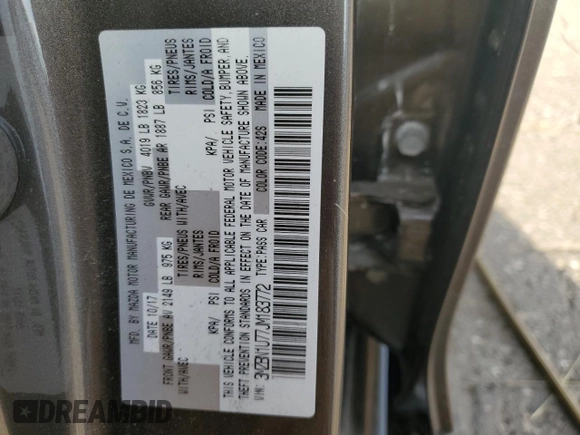 MFD. BY MAZDA MOTOR MANUFACTURING DE MEXICO S.A. DE C.V.
DATE 10/17 GVWR/PNBV 4019 LB 1823 KG
FRONT GAWR/PNBE AV 2149 LB 975 KG REAR GAWR/PNBE AR 1887 LB 856 KG
WITH/AVEC TIRES/PNEUS WITH/AVEC TIRES/PNEUS
RIMS/JANTES RIMS/JANTES
KPA/ PSI COLD/A FROID KPA/ PSI COLD/A FROID
THIS VEHICLE CONFORMS TO ALL APPLICABLE FEDERAL MOTOR VEHICLE SAFETY, BUMPER, AND
THEFT PREVENTION STANDARDS IN EFFECT ON THE DATE OF MANUFACTURE SHOWN ABOVE.
VIN: 3MZBN1U77JM183772 TYPE:PASS CAR COLOR CODE:42S MADE IN MEXICO
DREAMBID